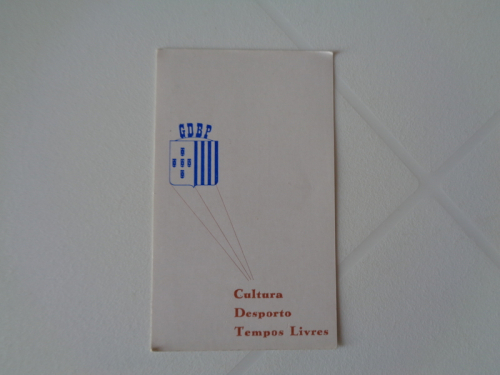 GDBP
Cultura
Desporto
Tempos Livres